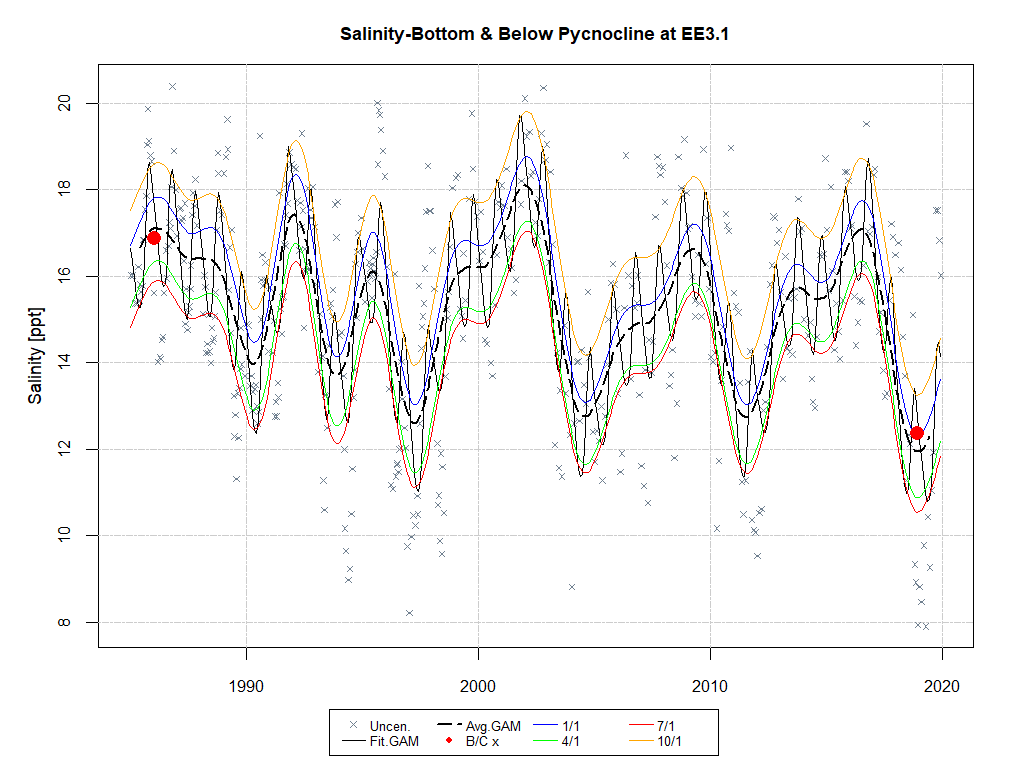 Salinity-Bottom & Below Pycnocline at EE3.1
Salinity [ppt]
20
18
16
14
12
10
8
1990 2000 2010 2020
Uncen. Avg.GAM 1/1 7/1
Fit.GAM B/C x 4/1 10/1